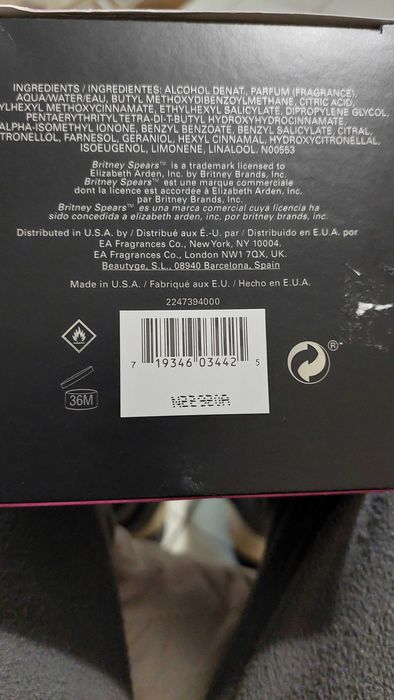 INGREDIENTS / INGREDIENTES: ALCOHOL DENAT., PARFUM (FRAGRANCE),
AQUA/WATER/EAU, BUTYL METHOXYDIBENZOYLMETHANE, CITRIC ACID,
YLHEXYL METHOXYCINNAMATE, ETHYLHEXYL SALICYLATE, DIPROPYLENE GLYCOL,
PENTAERYTHRITYL TETRA-DI-T-BUTYL HYDROXYHYDROCINNAMATE,
ALPHA-ISOMETHYL IONONE, BENZYL BENZOATE, BENZYL SALICYLATE, CITRAL,
TRONELLOL, FARNESOL, GERANIOL, HEXYL CINNAMAL, HYDROXYCITRONELLAL,
ISOEUGENOL, LIMONENE, LINALOOL N00553
Britney Spears™ is a trademark licensed to
Elizabeth Arden, Inc. by Britney Brands, Inc.
Britney Spears™ est une marque commerciale
dont la licence est accordée à Elizabeth Arden, Inc.
par Britney Brands, Inc.
Britney Spears™ es una marca comercial cuya licencia ha
sido concedida a elizabeth arden, inc. por britney brands, inc.
Distributed in U.S.A. by / Distribué aux É.-U. par / Distribuido en E.U.A. por
EA Fragrances Co., New York, NY 10004.
EA Fragrances Co., London NW1 7QX, UK.
Beautyge, S.L., 08940 Barcelona, Spain
Made in U.S.A. / Fabriqué aux E.U. / Hecho en E.U.A.
2247394000
7 19346 03442 5
®
36M